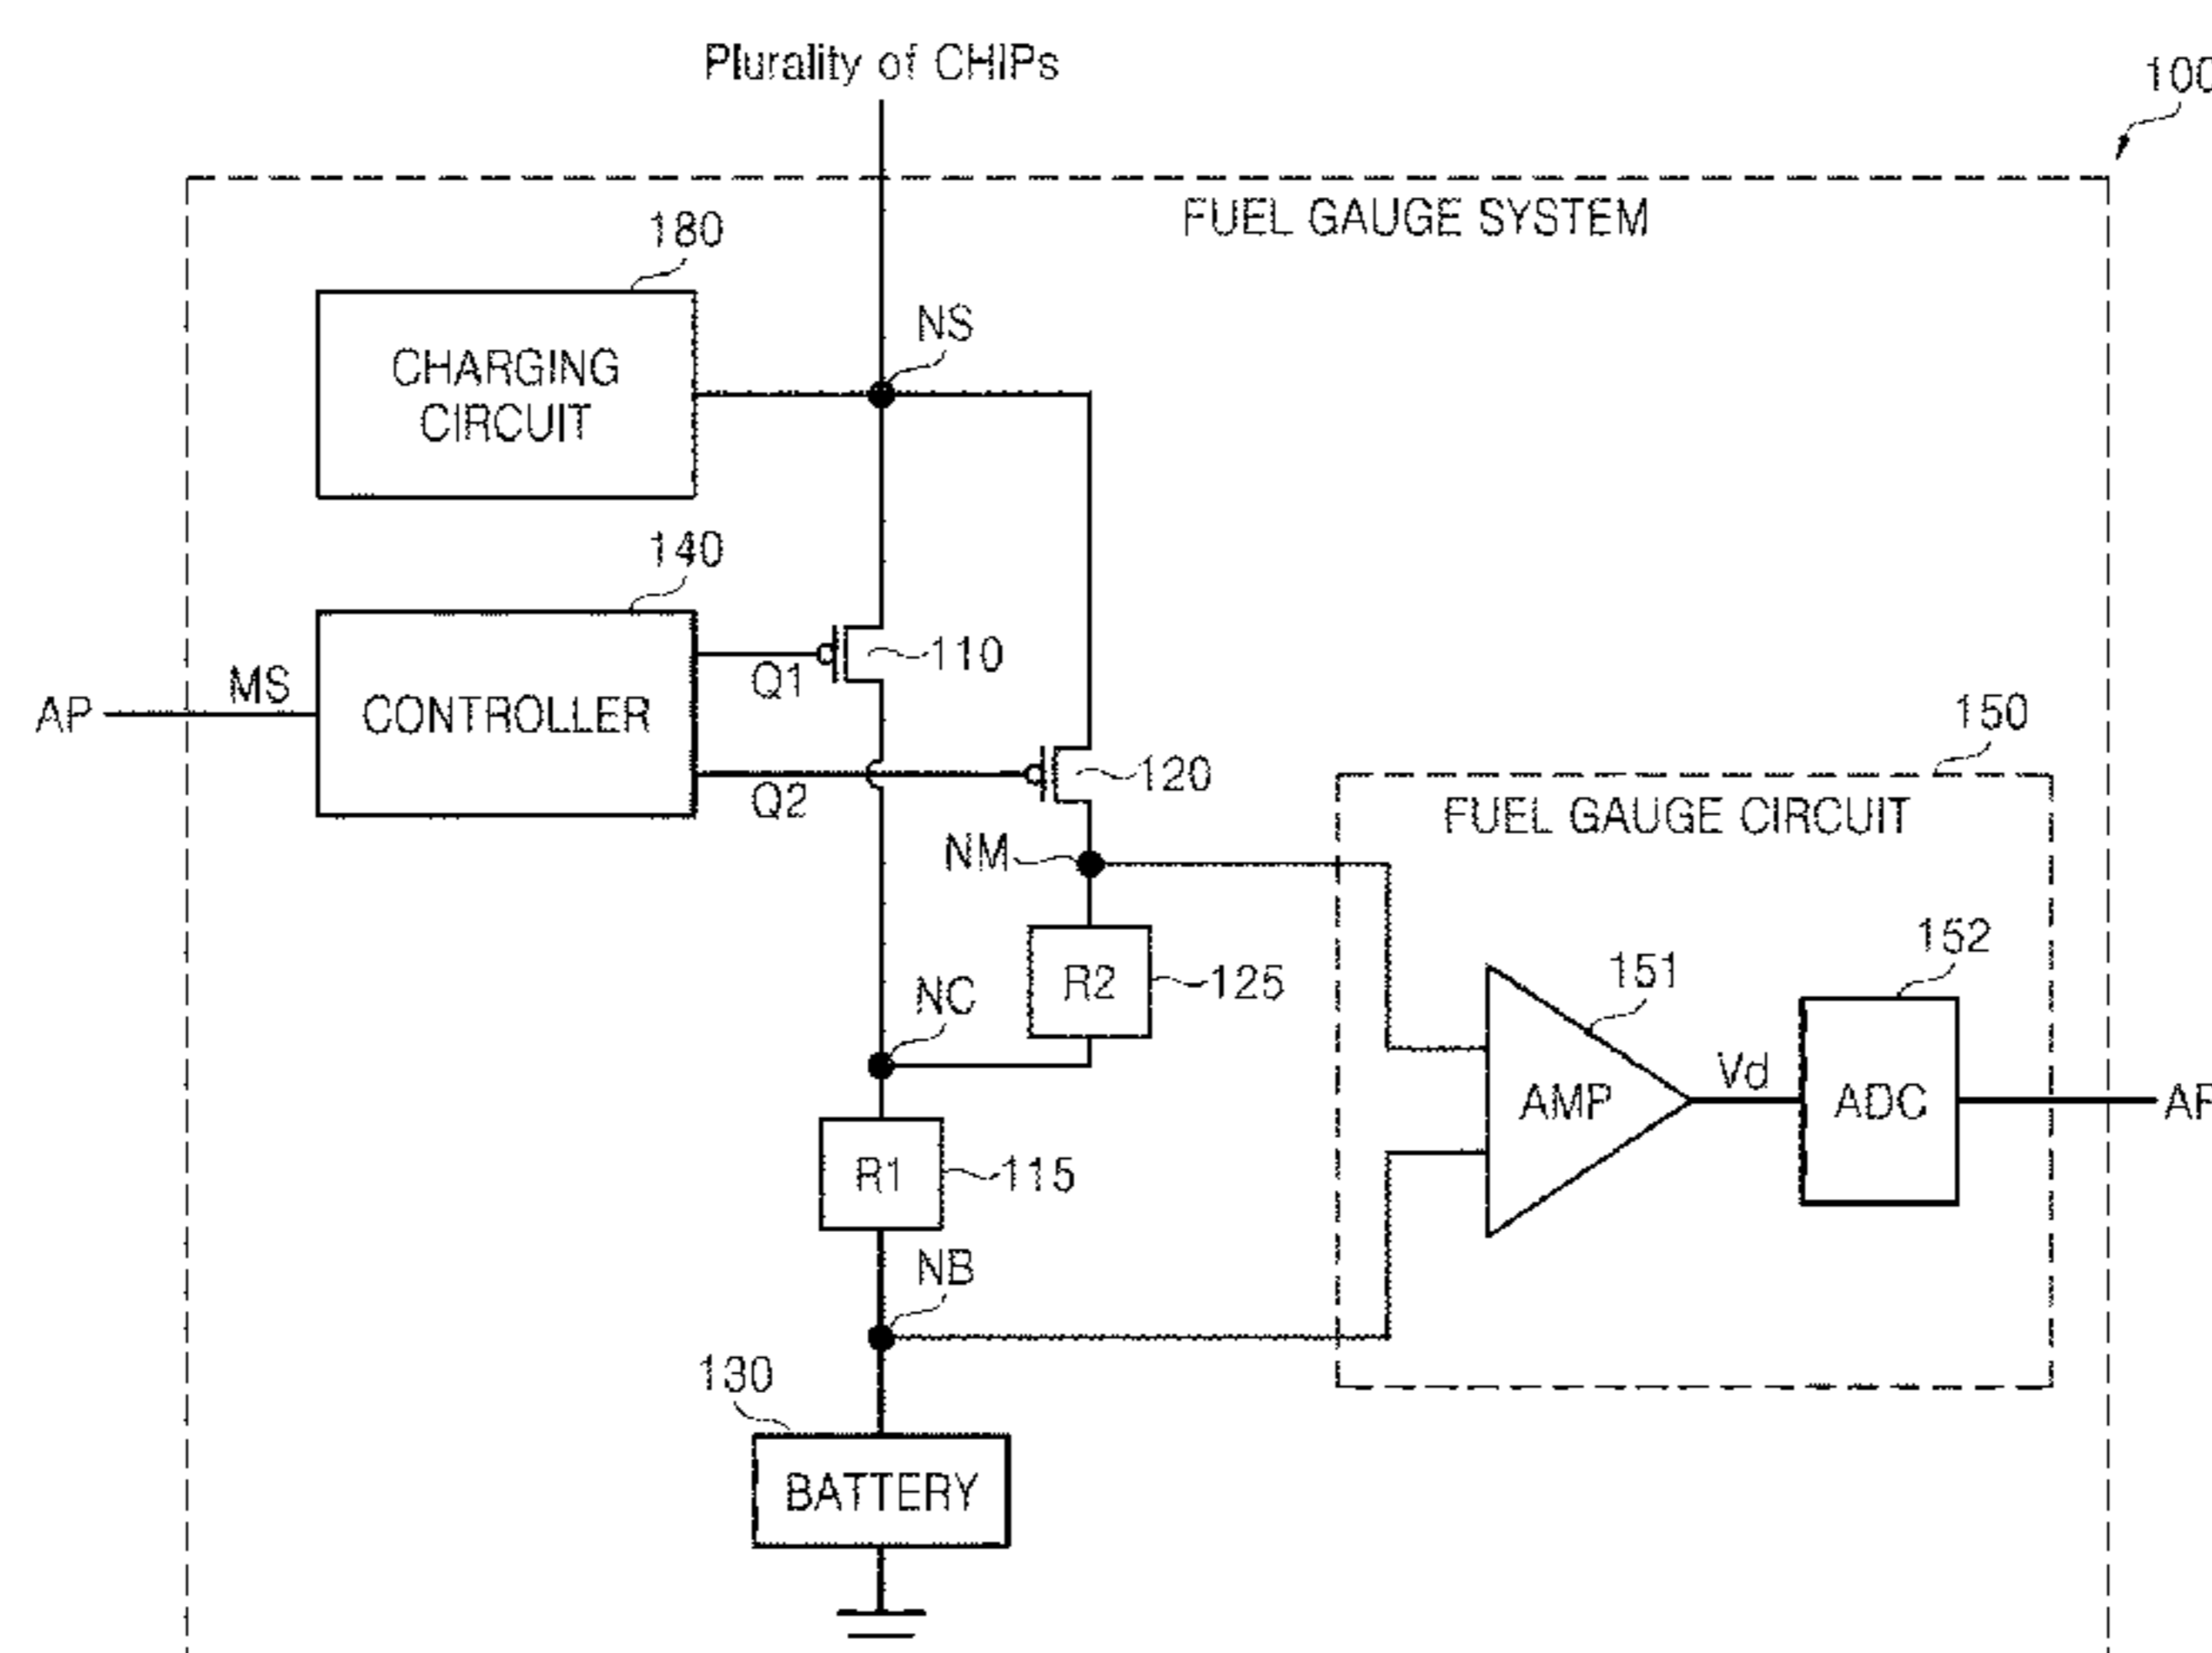 Plurality of CHIPs
100
FUEL GAUGE SYSTEM
180
NS
CHARGING
CIRCUIT
140
110
Q1
MS
AP
CONTROLLER
150
120
Q2
FUEL GAUGE CIRCUIT
NM
152
151
R2
125
NC
Vd
AMP
ADC
R1
115
NB
130
BATTERY